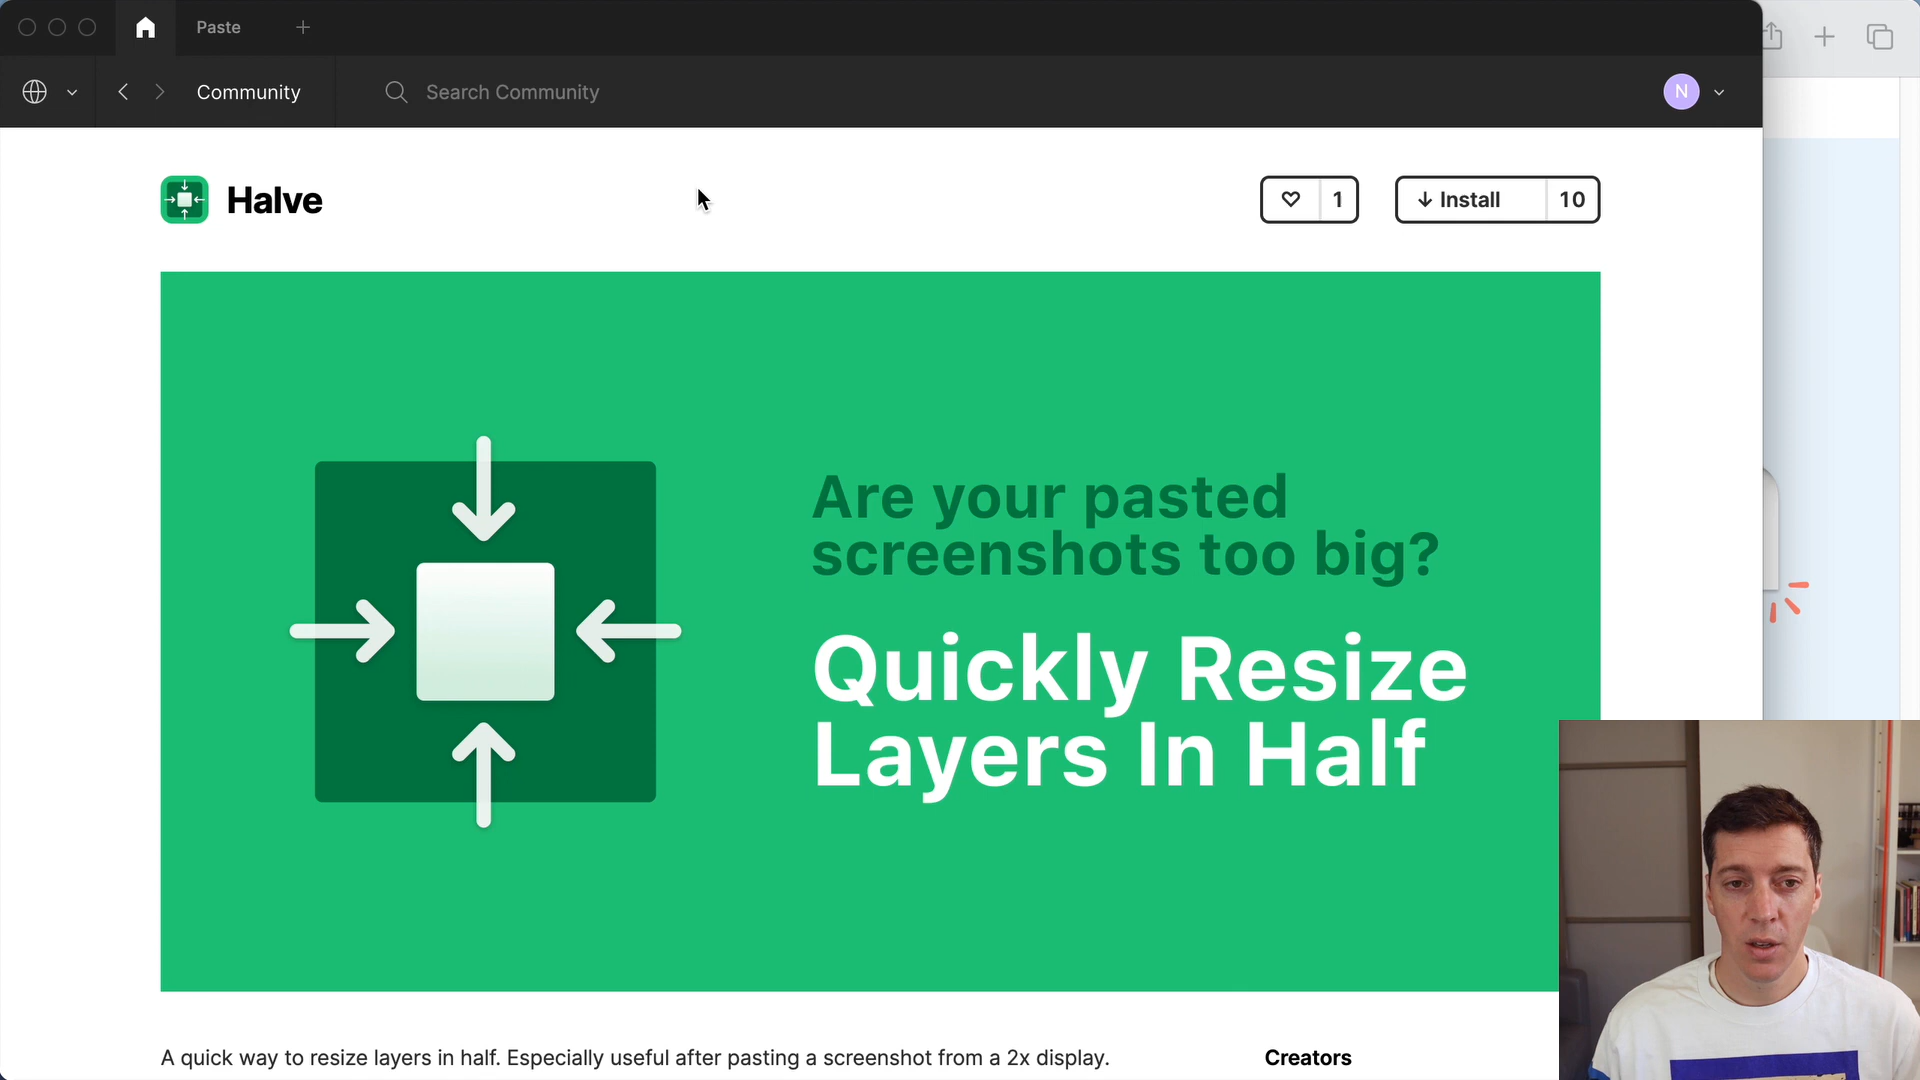 Paste
Community
Search Community
N
Halve
1
Install
10
Are your pasted
screenshots too big?
Quickly Resize
Layers In Half
A quick way to resize layers in half. Especially useful after pasting a screenshot from a 2x display.
Creators